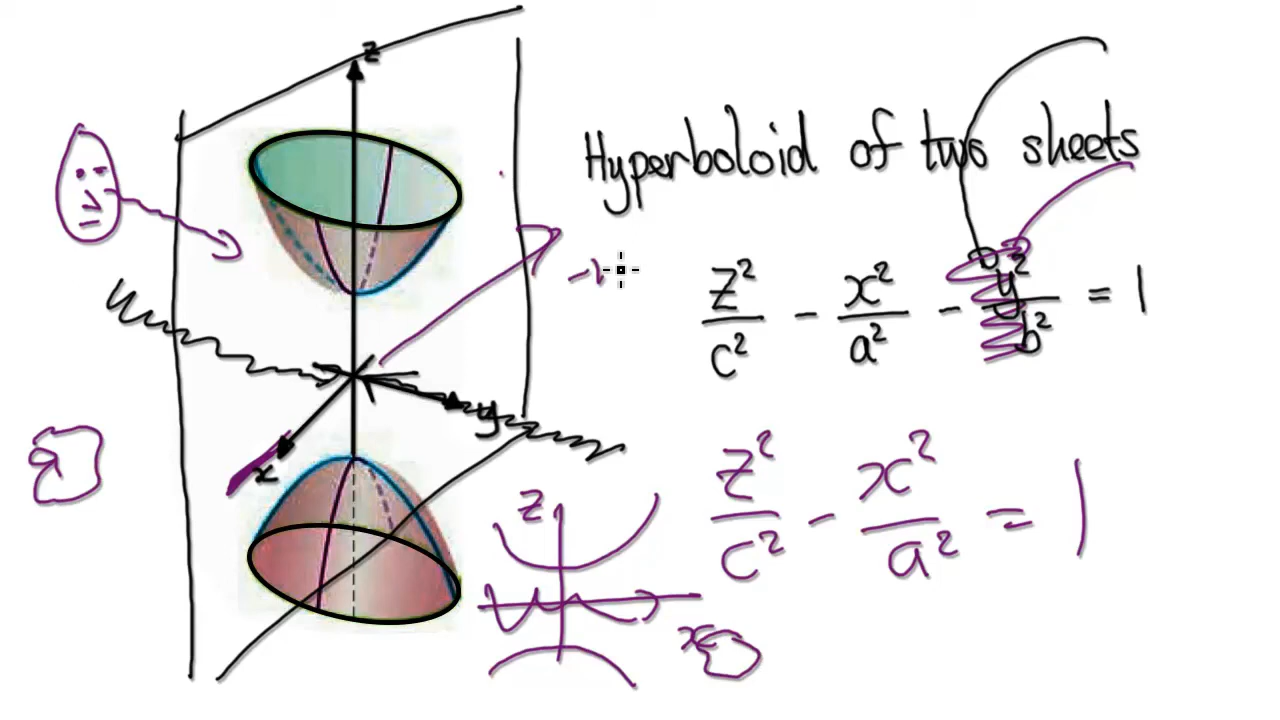 z
Hyperboloid of two sheets
z²/c² - x²/a² - y²/b² = 1
y
x
z²/c² - x²/a² = 1
z
x